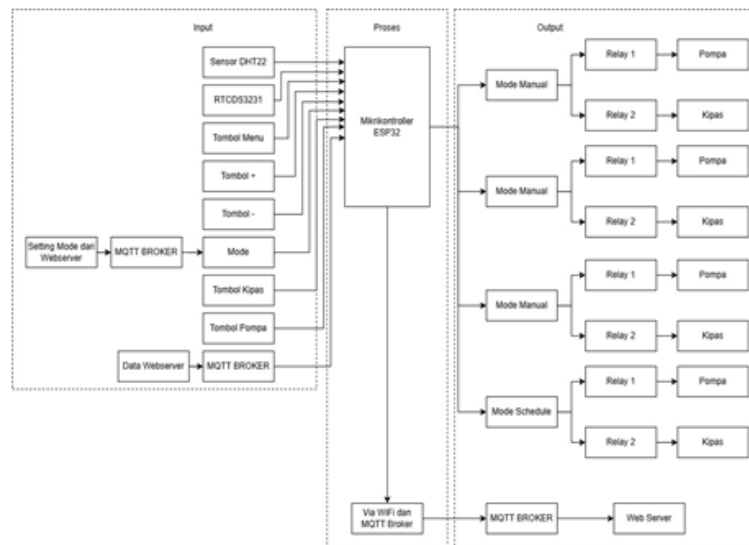 Input
Proses
Output
Sensor DHT22
RTCDS3231
Tombol Menu
Tombol +
Tombol -
Setting Mode dari
Webserver
MQTT BROKER
Mode
Tombol Kipas
Tombol Pompa
Data Webserver
MQTT BROKER
Mikrikontroller
ESP32
Via WiFi dan
MQTT Broker
Mode Manual
Relay 1
Pompa
Relay 2
Kipas
Mode Manual
Relay 1
Pompa
Relay 2
Kipas
Mode Manual
Relay 1
Pompa
Relay 2
Kipas
Mode Schedule
Relay 1
Pompa
Relay 2
Kipas
MQTT BROKER
Web Server